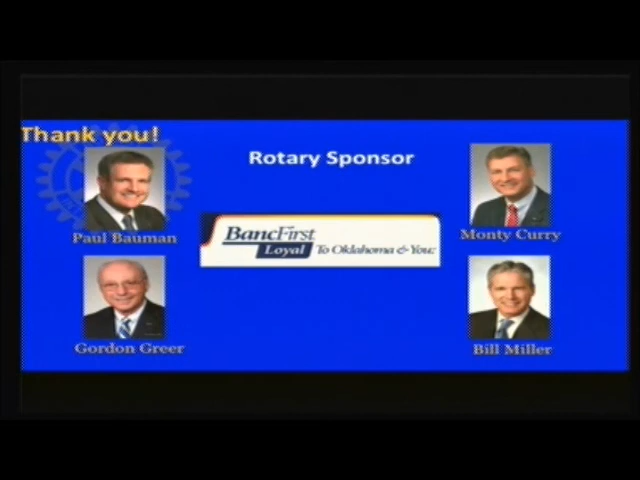 Thank you!
Rotary Sponsor
Paul Bauman
Monty Curry
BancFirst
Loyal To Oklahoma & You.
Gordon Greer
Bill Miller